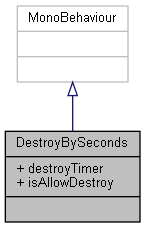 MonoBehaviour
DestroyBySeconds
+ destroyTimer
+ isAllowDestroy